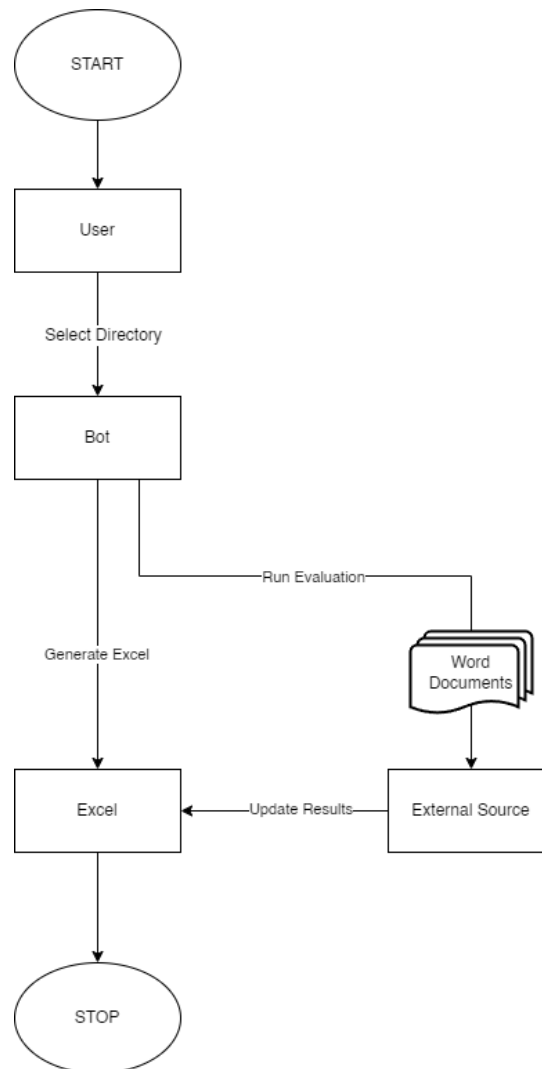 START
User
Select Directory
Bot
Run Evaluation
Generate Excel
Word
Documents
Excel
Update Results
External Source
STOP